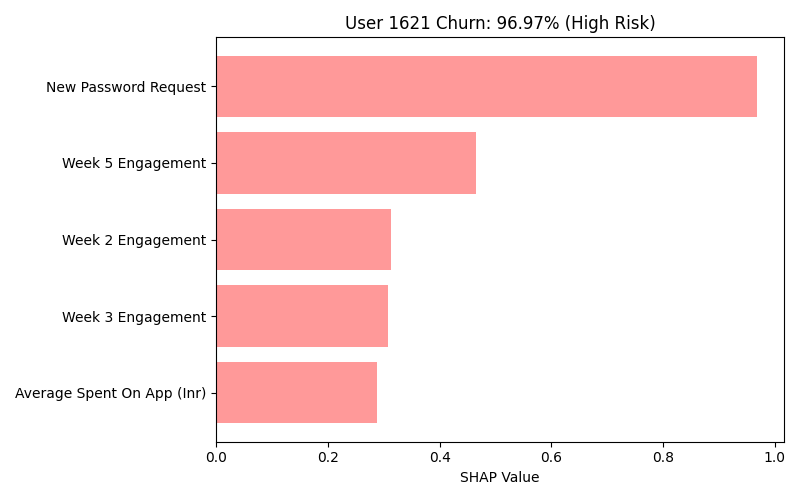 User 1621 Churn: 96.97% (High Risk)
New Password Request
Week 5 Engagement
Week 2 Engagement
Week 3 Engagement
Average Spent On App (Inr)
0.0 0.2 0.4 0.6 0.8 1.0
SHAP Value